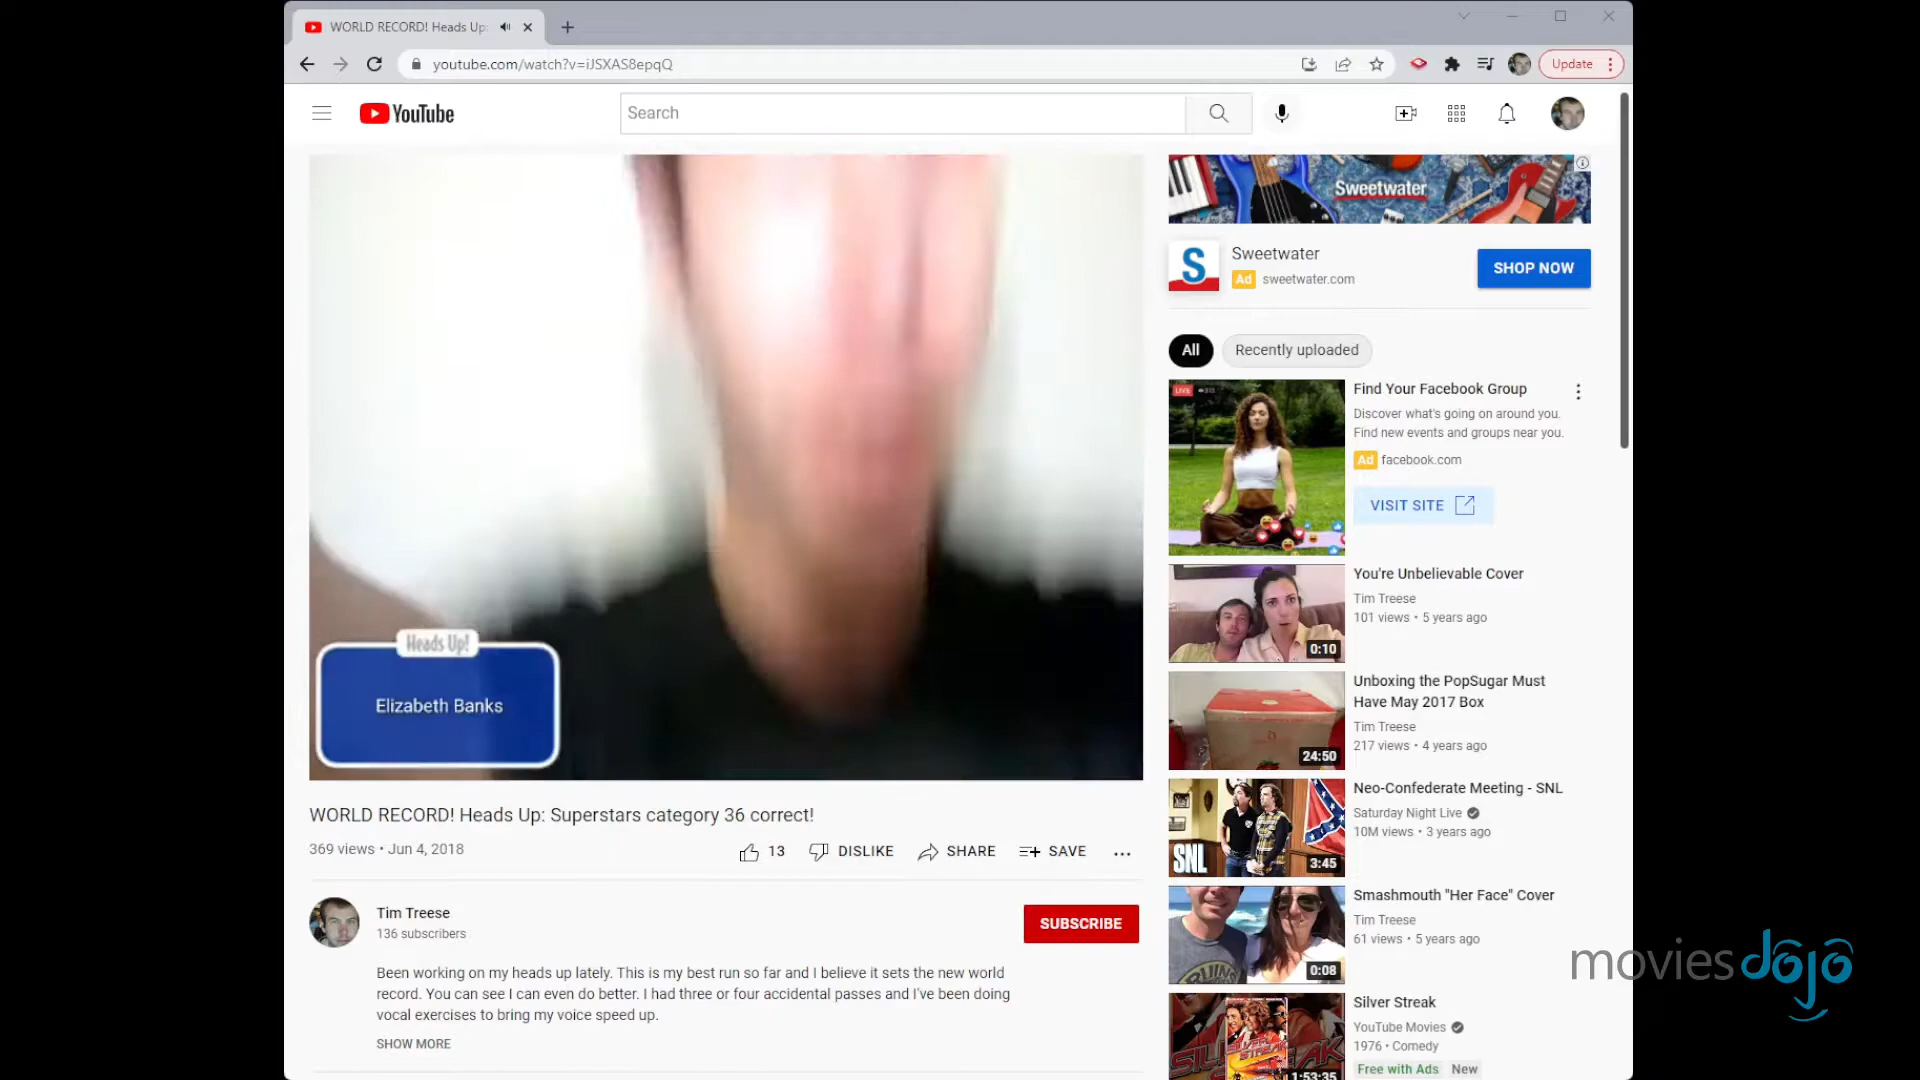 WORLD RECORD! Heads Up:
youtube.com/watch?v=iJSXAS8epqQ
Update
YouTube
Search
Sweetwater
Sweetwater
Ad sweetwater.com
SHOP NOW
S
All
Recently uploaded
LIVE
Find Your Facebook Group
Discover what's going on around you.
Find new events and groups near you.
Ad facebook.com
VISIT SITE
You're Unbelievable Cover
Tim Treese
101 views • 5 years ago
0:10
Unboxing the PopSugar Must
Have May 2017 Box
Tim Treese
217 views • 4 years ago
24:50
Neo-Confederate Meeting - SNL
Saturday Night Live
10M views • 3 years ago
SNL
3:45
Smashmouth "Her Face" Cover
Tim Treese
61 views • 5 years ago
BRUINS
0:08
Silver Streak
YouTube Movies
1976 • Comedy
Free with Ads New
SILVER STREAK
1:53:35
Heads Up!
Elizabeth Banks
WORLD RECORD! Heads Up: Superstars category 36 correct!
369 views • Jun 4, 2018
13
DISLIKE
SHARE
SAVE
Tim Treese
136 subscribers
SUBSCRIBE
Been working on my heads up lately. This is my best run so far and I believe it sets the new world
record. You can see I can even do better. I had three or four accidental passes and I've been doing
vocal exercises to bring my voice speed up.
SHOW MORE
movies dojo